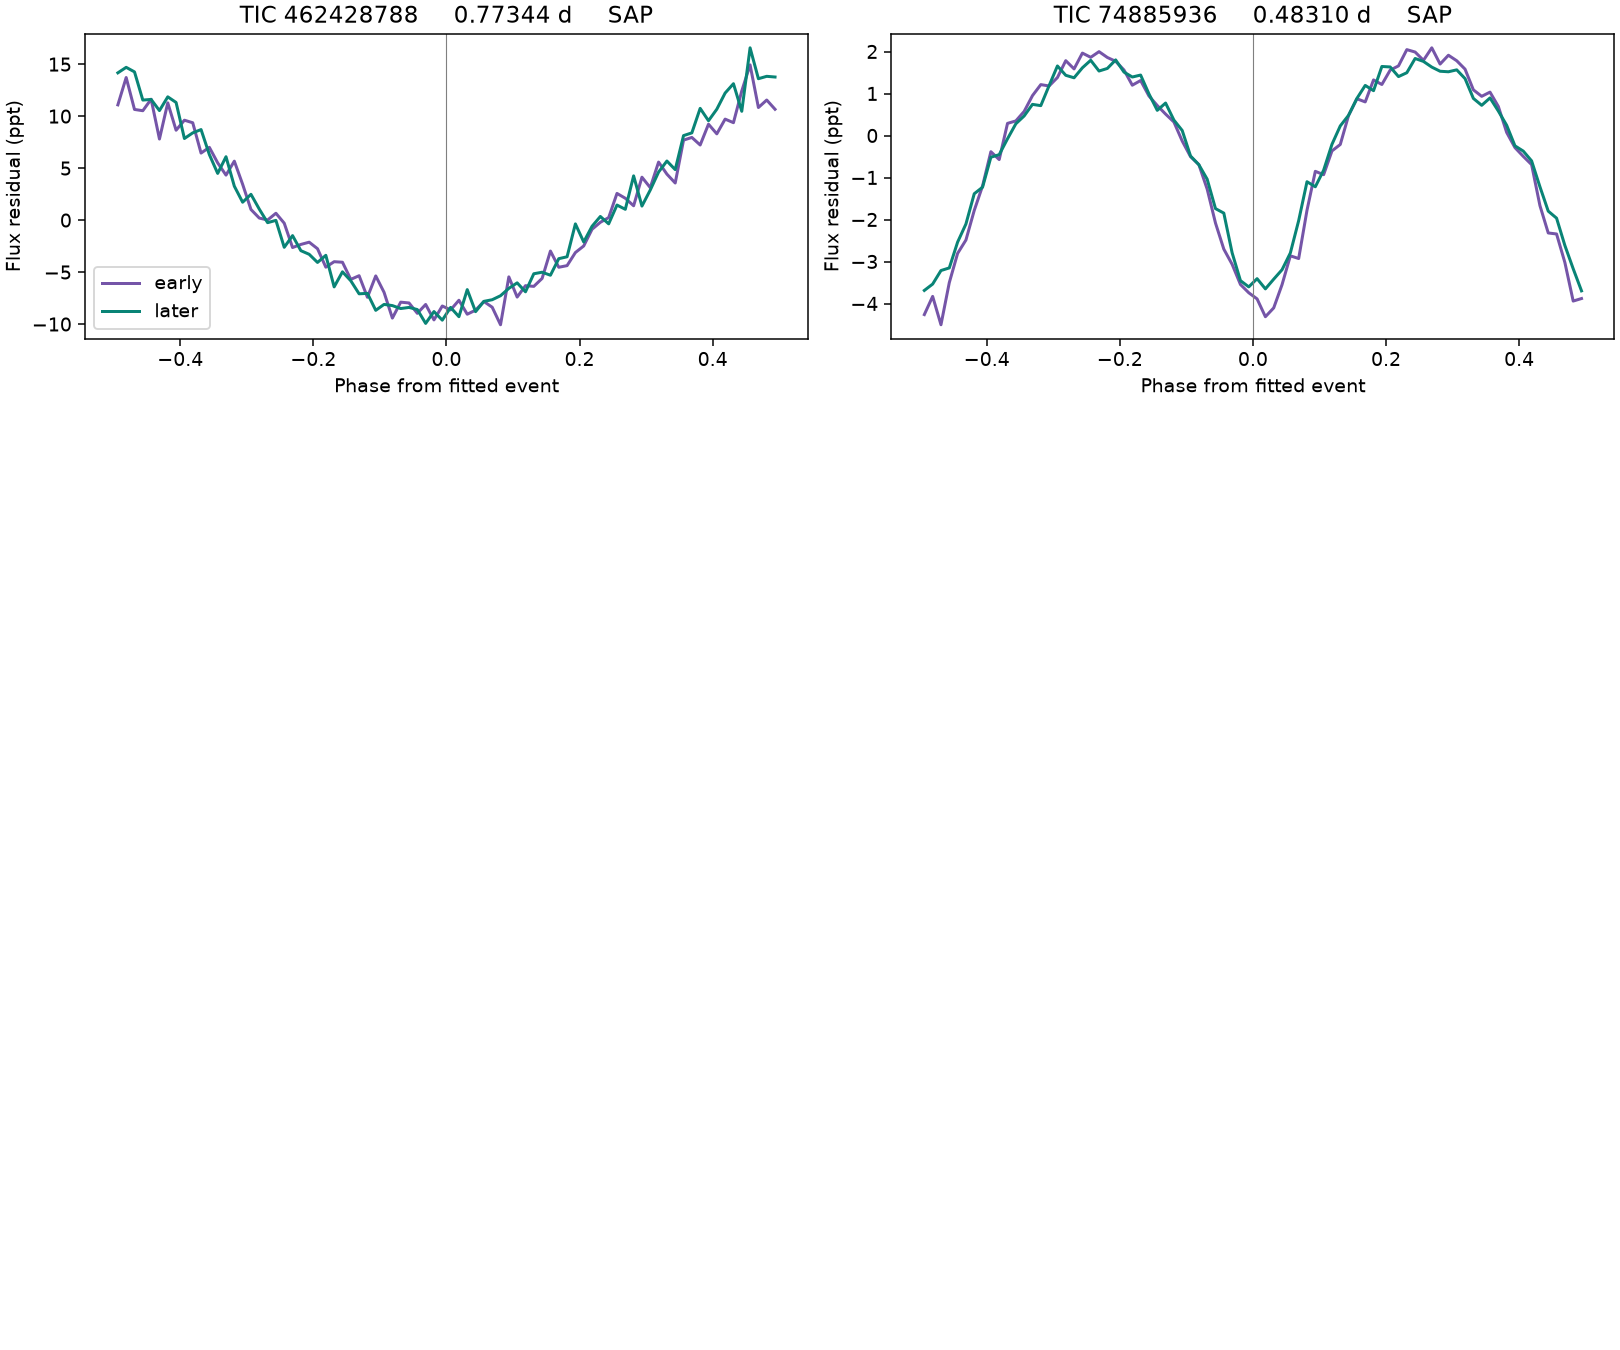 TIC 462428788 0.77344 d SAP
Flux residual (ppt)
15
10
5
0
−5
−10
early
later
−0.4 −0.2 0.0 0.2 0.4
Phase from fitted event
TIC 74885936 0.48310 d SAP
Flux residual (ppt)
2
1
0
−1
−2
−3
−4
−0.4 −0.2 0.0 0.2 0.4
Phase from fitted event